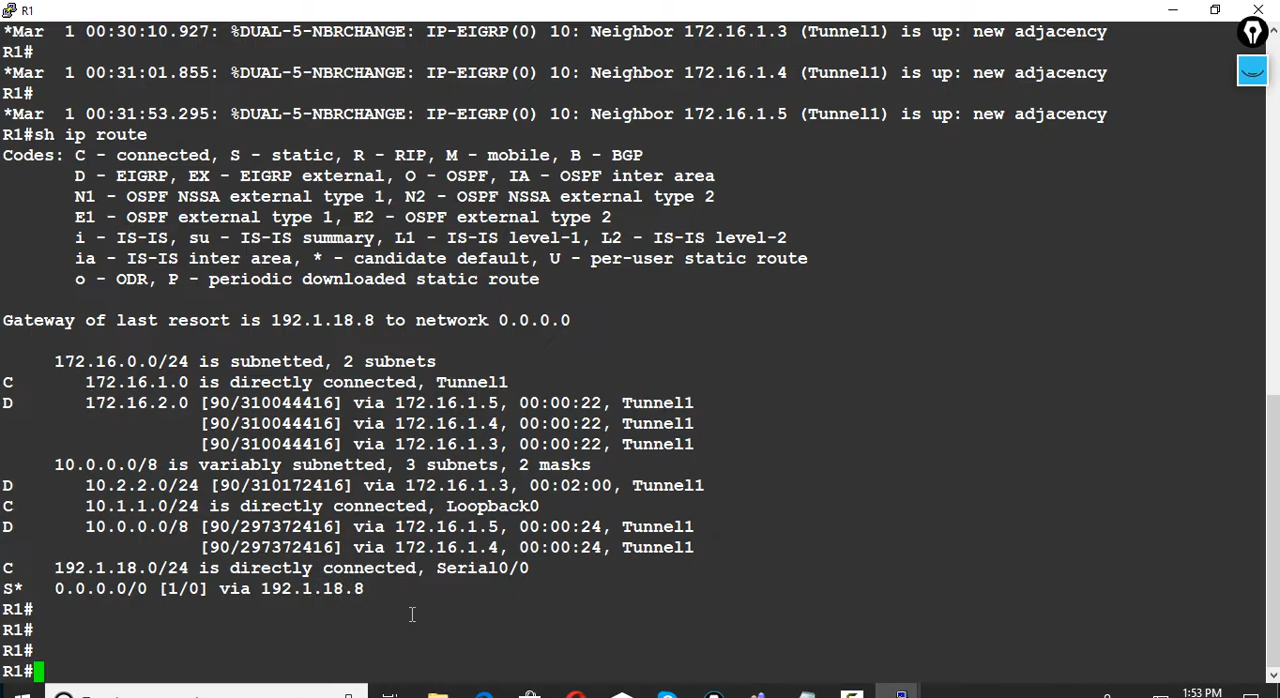 R1
*Mar  1 00:30:10.927: %DUAL-5-NBRCHANGE: IP-EIGRP(0) 10: Neighbor 172.16.1.3 (Tunnel1) is up: new adjacency
R1#
*Mar  1 00:31:01.855: %DUAL-5-NBRCHANGE: IP-EIGRP(0) 10: Neighbor 172.16.1.4 (Tunnel1) is up: new adjacency
R1#
*Mar  1 00:31:53.295: %DUAL-5-NBRCHANGE: IP-EIGRP(0) 10: Neighbor 172.16.1.5 (Tunnel1) is up: new adjacency
R1#sh ip route
Codes: C - connected, S - static, R - RIP, M - mobile, B - BGP
       D - EIGRP, EX - EIGRP external, O - OSPF, IA - OSPF inter area
       N1 - OSPF NSSA external type 1, N2 - OSPF NSSA external type 2
       E1 - OSPF external type 1, E2 - OSPF external type 2
       i - IS-IS, su - IS-IS summary, L1 - IS-IS level-1, L2 - IS-IS level-2
       ia - IS-IS inter area, * - candidate default, U - per-user static route
       o - ODR, P - periodic downloaded static route
Gateway of last resort is 192.1.18.8 to network 0.0.0.0
     172.16.0.0/24 is subnetted, 2 subnets
C       172.16.1.0 is directly connected, Tunnel1
D       172.16.2.0 [90/310044416] via 172.16.1.5, 00:00:22, Tunnel1
                   [90/310044416] via 172.16.1.4, 00:00:22, Tunnel1
                   [90/310044416] via 172.16.1.3, 00:00:22, Tunnel1
     10.0.0.0/8 is variably subnetted, 3 subnets, 2 masks
D       10.2.2.0/24 [90/310172416] via 172.16.1.3, 00:02:00, Tunnel1
C       10.1.1.0/24 is directly connected, Loopback0
D       10.0.0.0/8 [90/297372416] via 172.16.1.5, 00:00:24, Tunnel1
                   [90/297372416] via 172.16.1.4, 00:00:24, Tunnel1
C    192.1.18.0/24 is directly connected, Serial0/0
S*   0.0.0.0/0 [1/0] via 192.1.18.8
R1#
R1#
R1#
R1#
1:53 PM